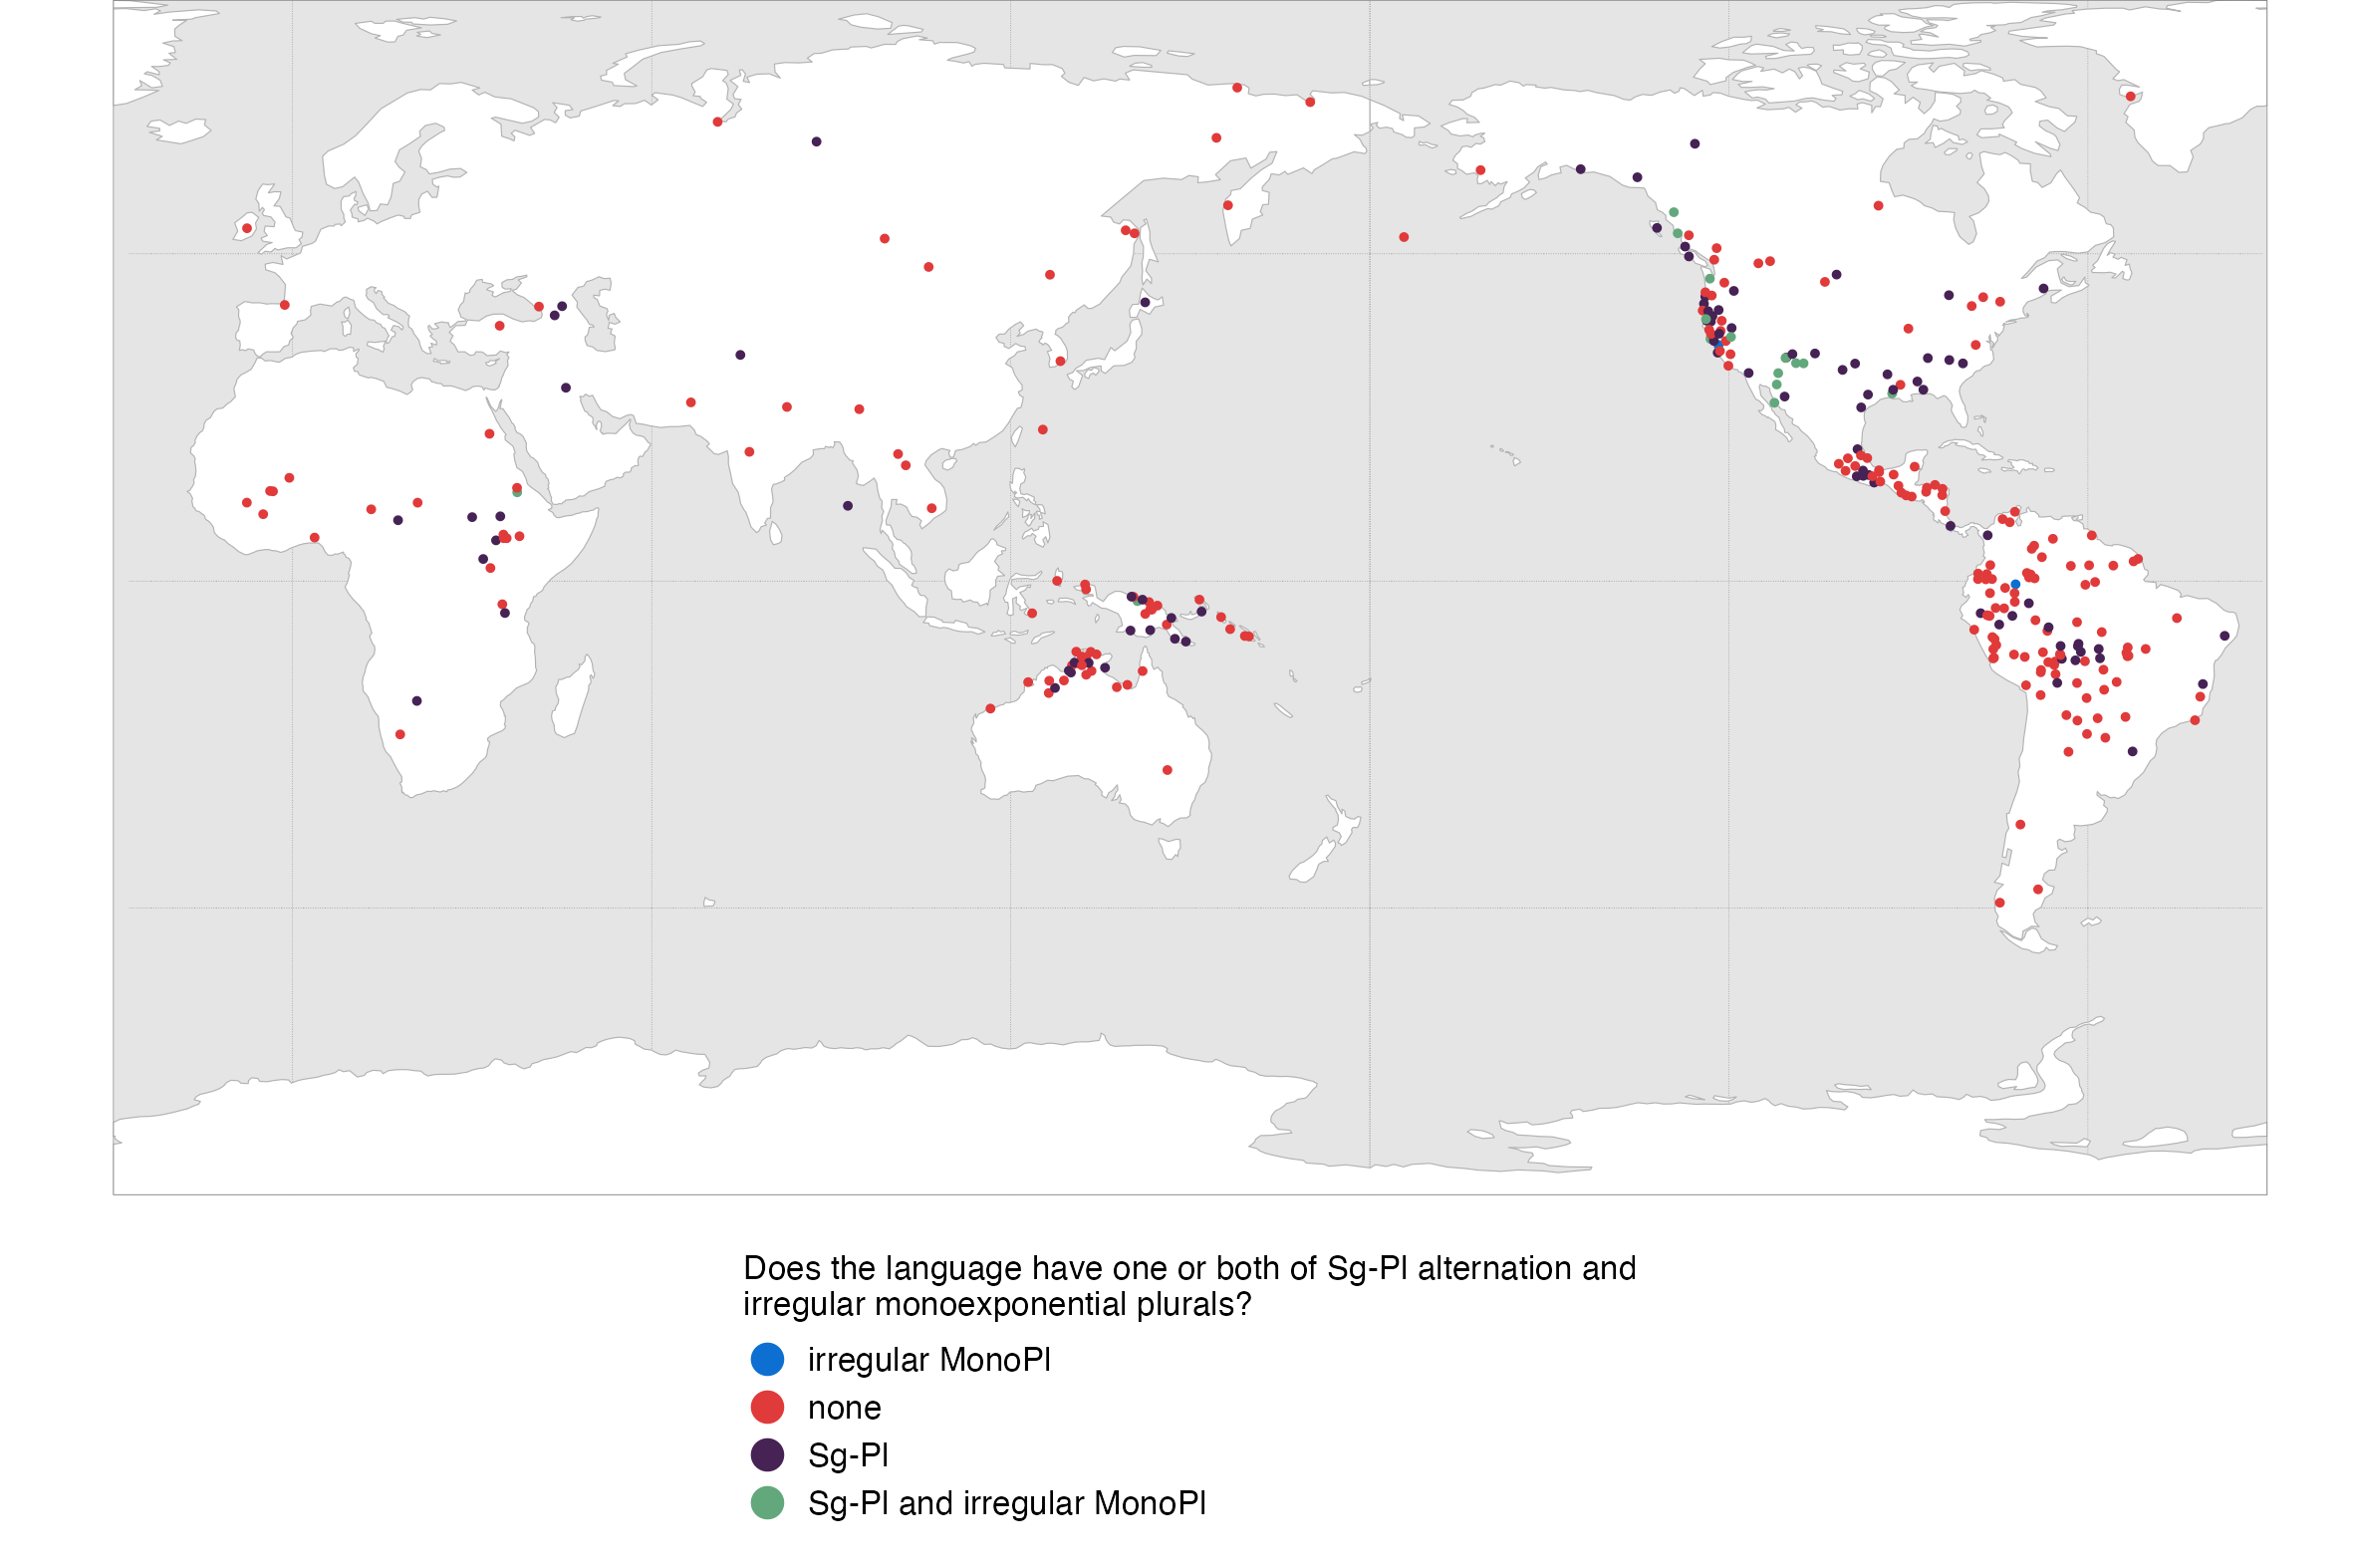 Does the language have one or both of Sg-Pl alternation and
irregular monoexponential plurals?
irregular MonoPl
none
Sg-Pl
Sg-Pl and irregular MonoPl